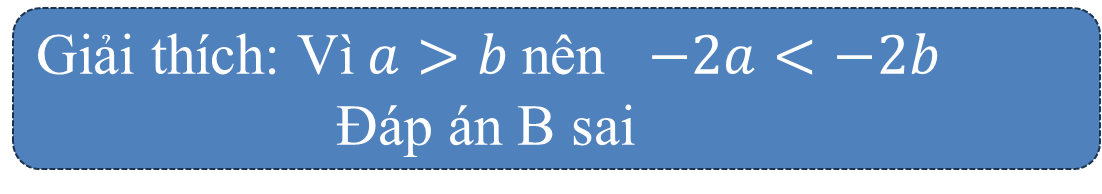 Giải thích: Vì a > b nên −2a < −2b
Đáp án B sai